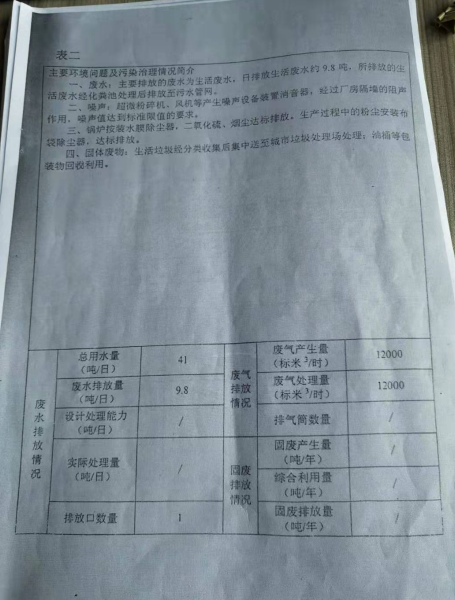 表二
主要环境问题及污染治理情况简介
一、废水：主要排放的废水为生活废水，日排放生活废水约 9.8 吨，所排放的生
活废水经化粪池处理后排放至污水管网。
二、噪声：超微粉碎机、风机等产生噪声设备装置消音器，经过厂房隔墙的阻声
作用，噪声值达到标准限值的要求。
三、锅炉按装水膜除尘器，二氧化硫、烟尘达标排放。生产过程中的粉尘安装布
袋除尘器，达标排放。
四、固体废物：生活垃圾经分类收集后集中送至城市垃圾处理场处理；油桶等包
装物回收利用。
废水排放情况
总用水量（吨/日） 41
废水排放量（吨/日） 9.8
设计处理能力（吨/日） /
实际处理量（吨/日） /
排放口数量 1
废气排放情况
废气产生量（标米³/时） 12000
废气处理量（标米³/时） 12000
排气筒数量 /
固废排放情况
固废产生量（吨/年） /
综合利用量（吨/年） /
固废排放量（吨/年） /